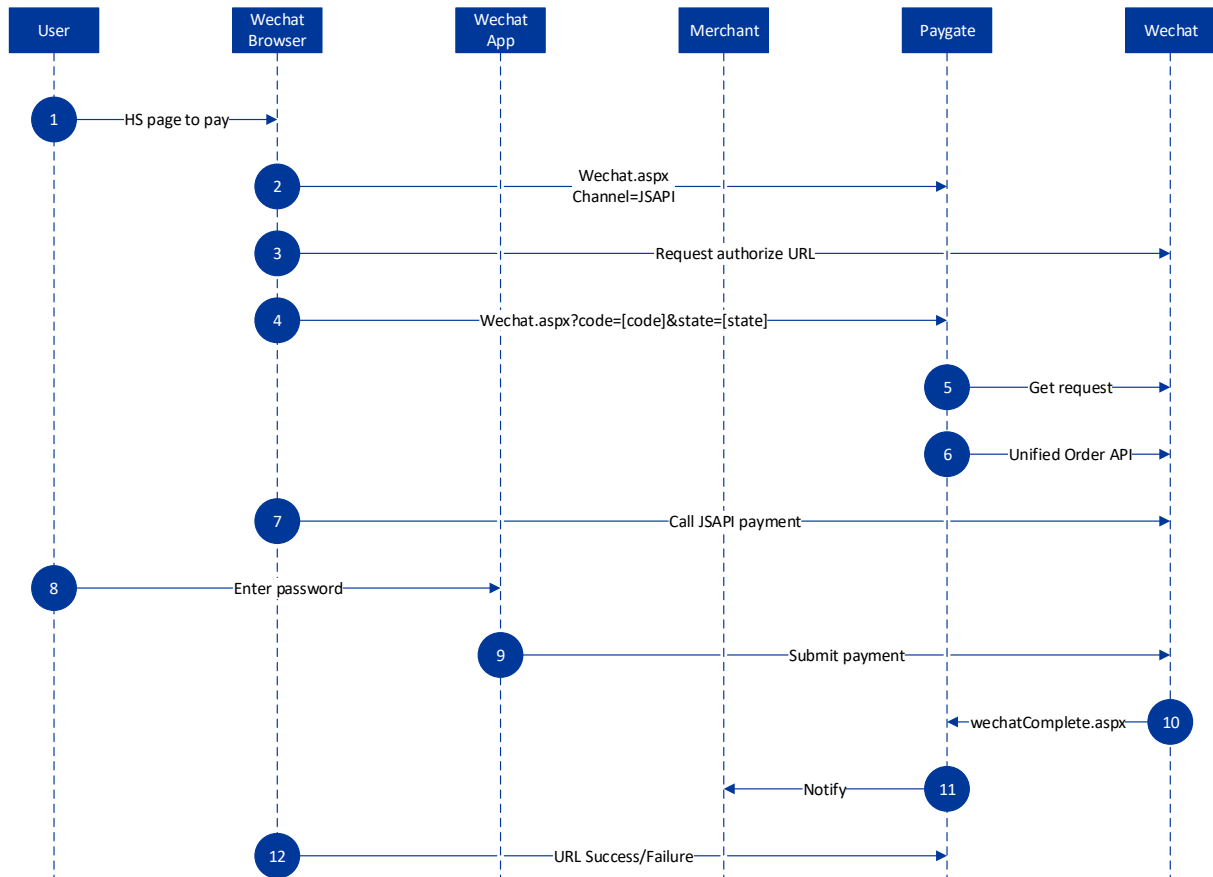 User
Wechat
Browser
Wechat
App
Merchant
Paygate
Wechat
1
HS page to pay
2
Wechat.aspx
Channel=JSAPI
3
Request authorize URL
4
Wechat.aspx?code=[code]&state=[state]
5
Get request
6
Unified Order API
7
Call JSAPI payment
8
Enter password
9
Submit payment
wechatComplete.aspx
10
Notify
11
12
URL Success/Failure